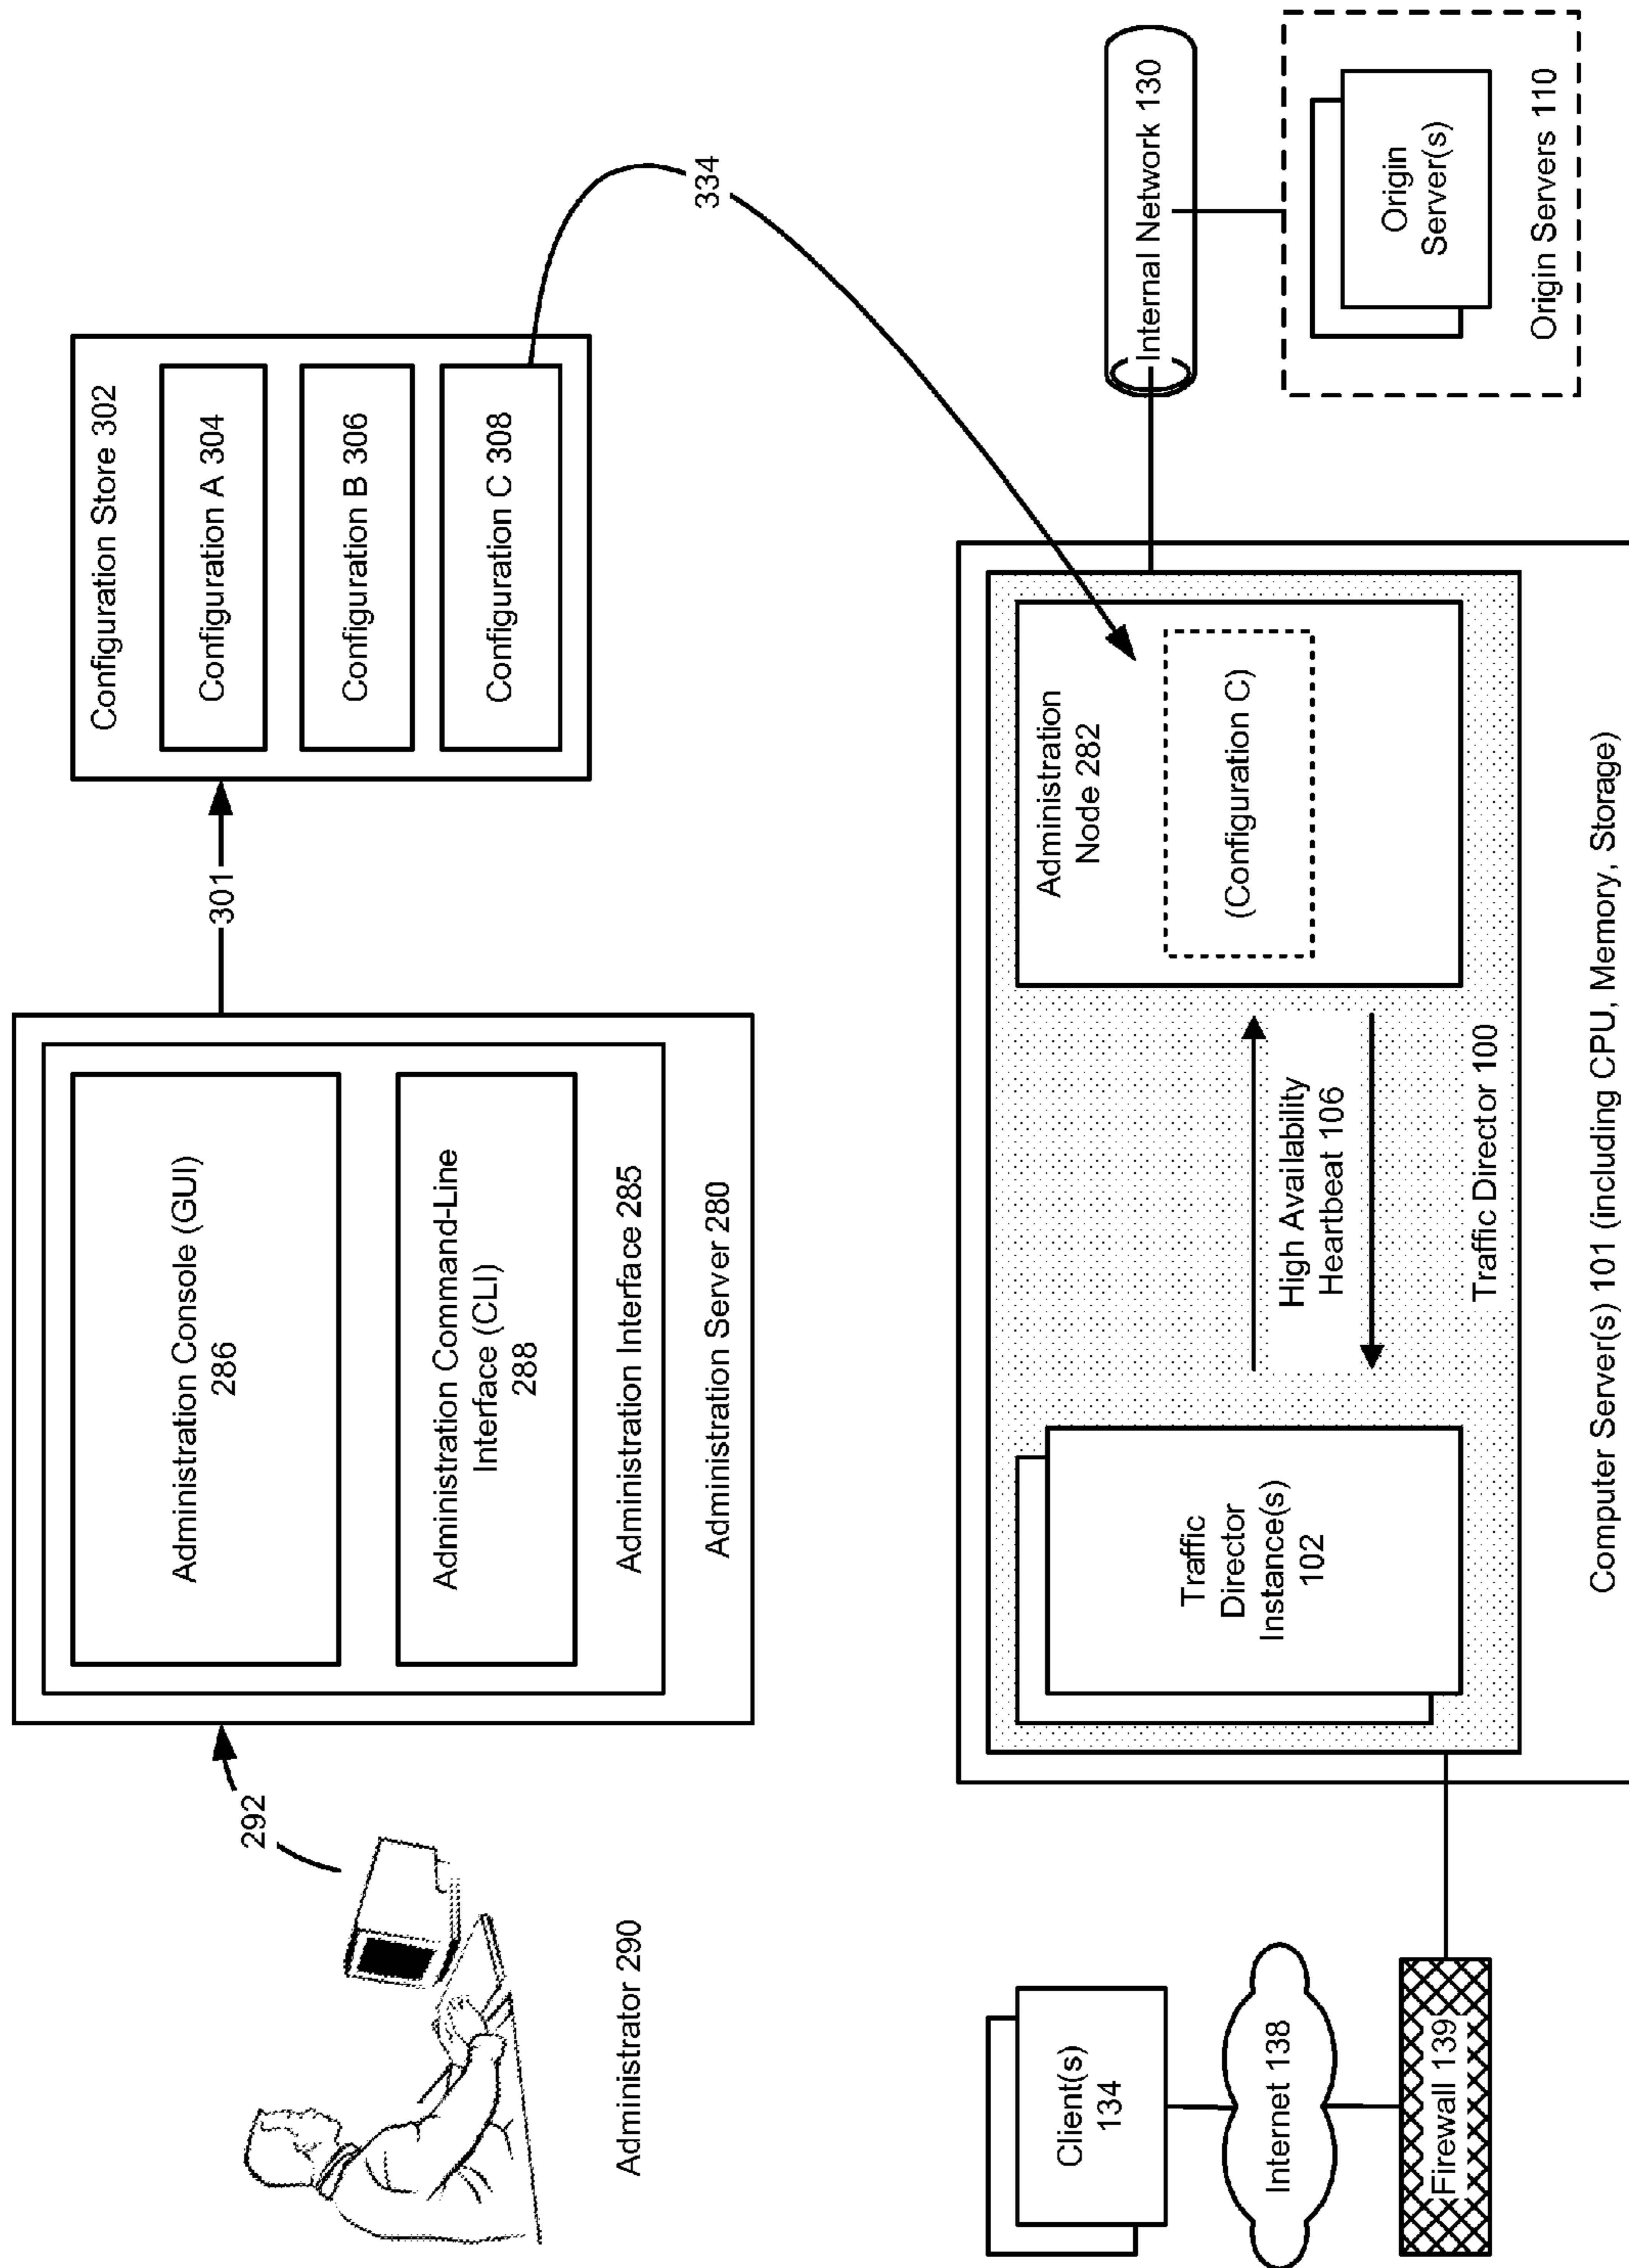 Administrator 290
292
Administration Console (GUI)
286
Administration Command-Line
Interface (CLI)
288
Administration Interface 285
Administration Server 280
301
Configuration Store 302
Configuration A 304
Configuration B 306
Configuration C 308
334
Client(s)
134
Internet 138
Firewall 139
Traffic
Director
Instance(s)
102
High Availability
Heartbeat 106
Administration
Node 282
(Configuration C)
Traffic Director 100
Computer Server(s) 101 (including CPU, Memory, Storage)
Internal Network 130
Origin
Server(s)
Origin Servers 110